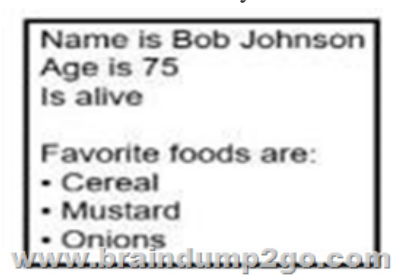 Name is Bob Johnson
Age is 75
Is alive
Favorite foods are:
• Cereal
• Mustard
• Onions
www.braindump2go.com